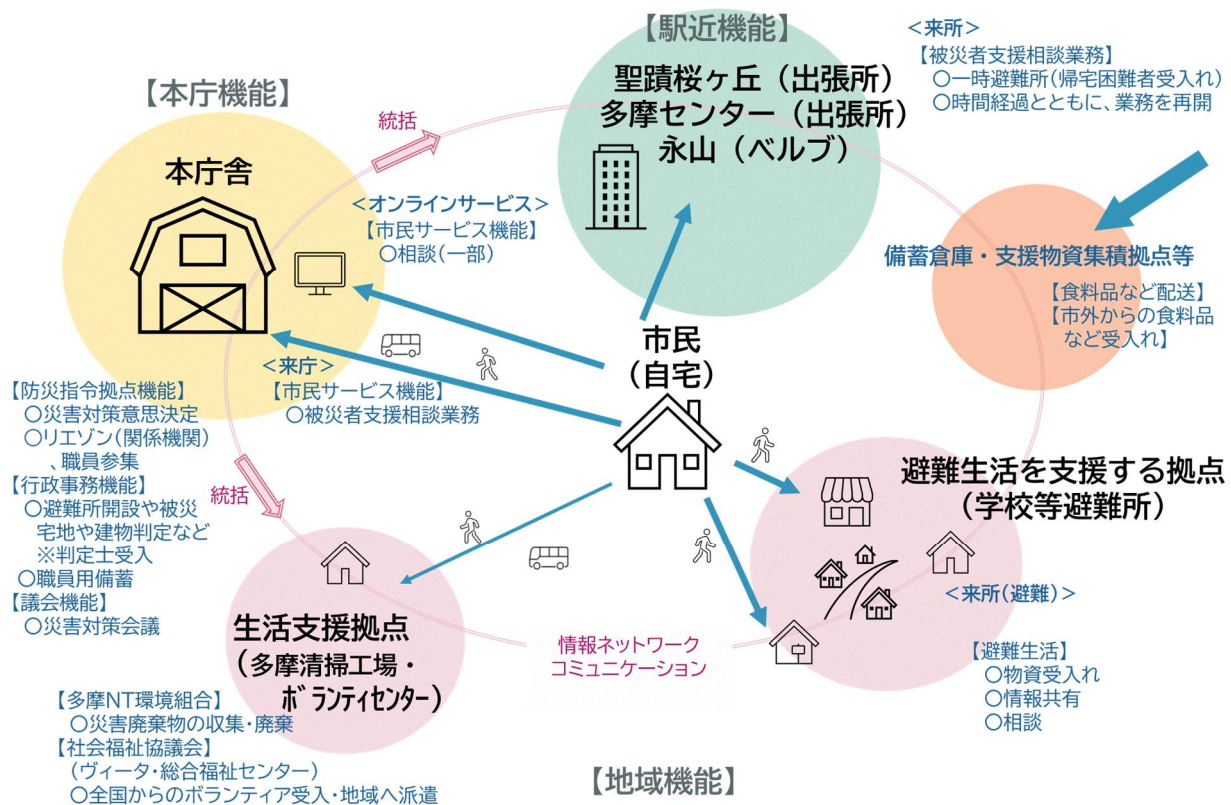 【本庁機能】
本庁舎
統括
<オンラインサービス>
【市民サービス機能】
○相談(一部)
【駅近機能】
聖蹟桜ヶ丘（出張所）
多摩センター（出張所）
永山（ベルブ）
<来所>
【被災者支援相談業務】
○一時避難所(帰宅困難者受入れ)
○時間経過とともに、業務を再開
備蓄倉庫・支援物資集積拠点等
【食料品など配送】
【市外からの食料品
など受入れ】
市民
（自宅）
<来庁>
【市民サービス機能】
○被災者支援相談業務
【防災指令拠点機能】
○災害対策意思決定
○リエゾン(関係機関)
、職員参集
【行政事務機能】
○避難所開設や被災
宅地や建物判定など
※判定士受入
○職員用備蓄
【議会機能】
○災害対策会議
統括
生活支援拠点
（多摩清掃工場・
ボランティセンター）
【多摩NT環境組合】
○災害廃棄物の収集・廃棄
【社会福祉協議会】
（ヴィータ・総合福祉センター）
○全国からのボランティア受入・地域へ派遣
情報ネットワーク
コミュニケーション
避難生活を支援する拠点
（学校等避難所）
<来所(避難)>
【避難生活】
○物資受入れ
○情報共有
○相談
【地域機能】